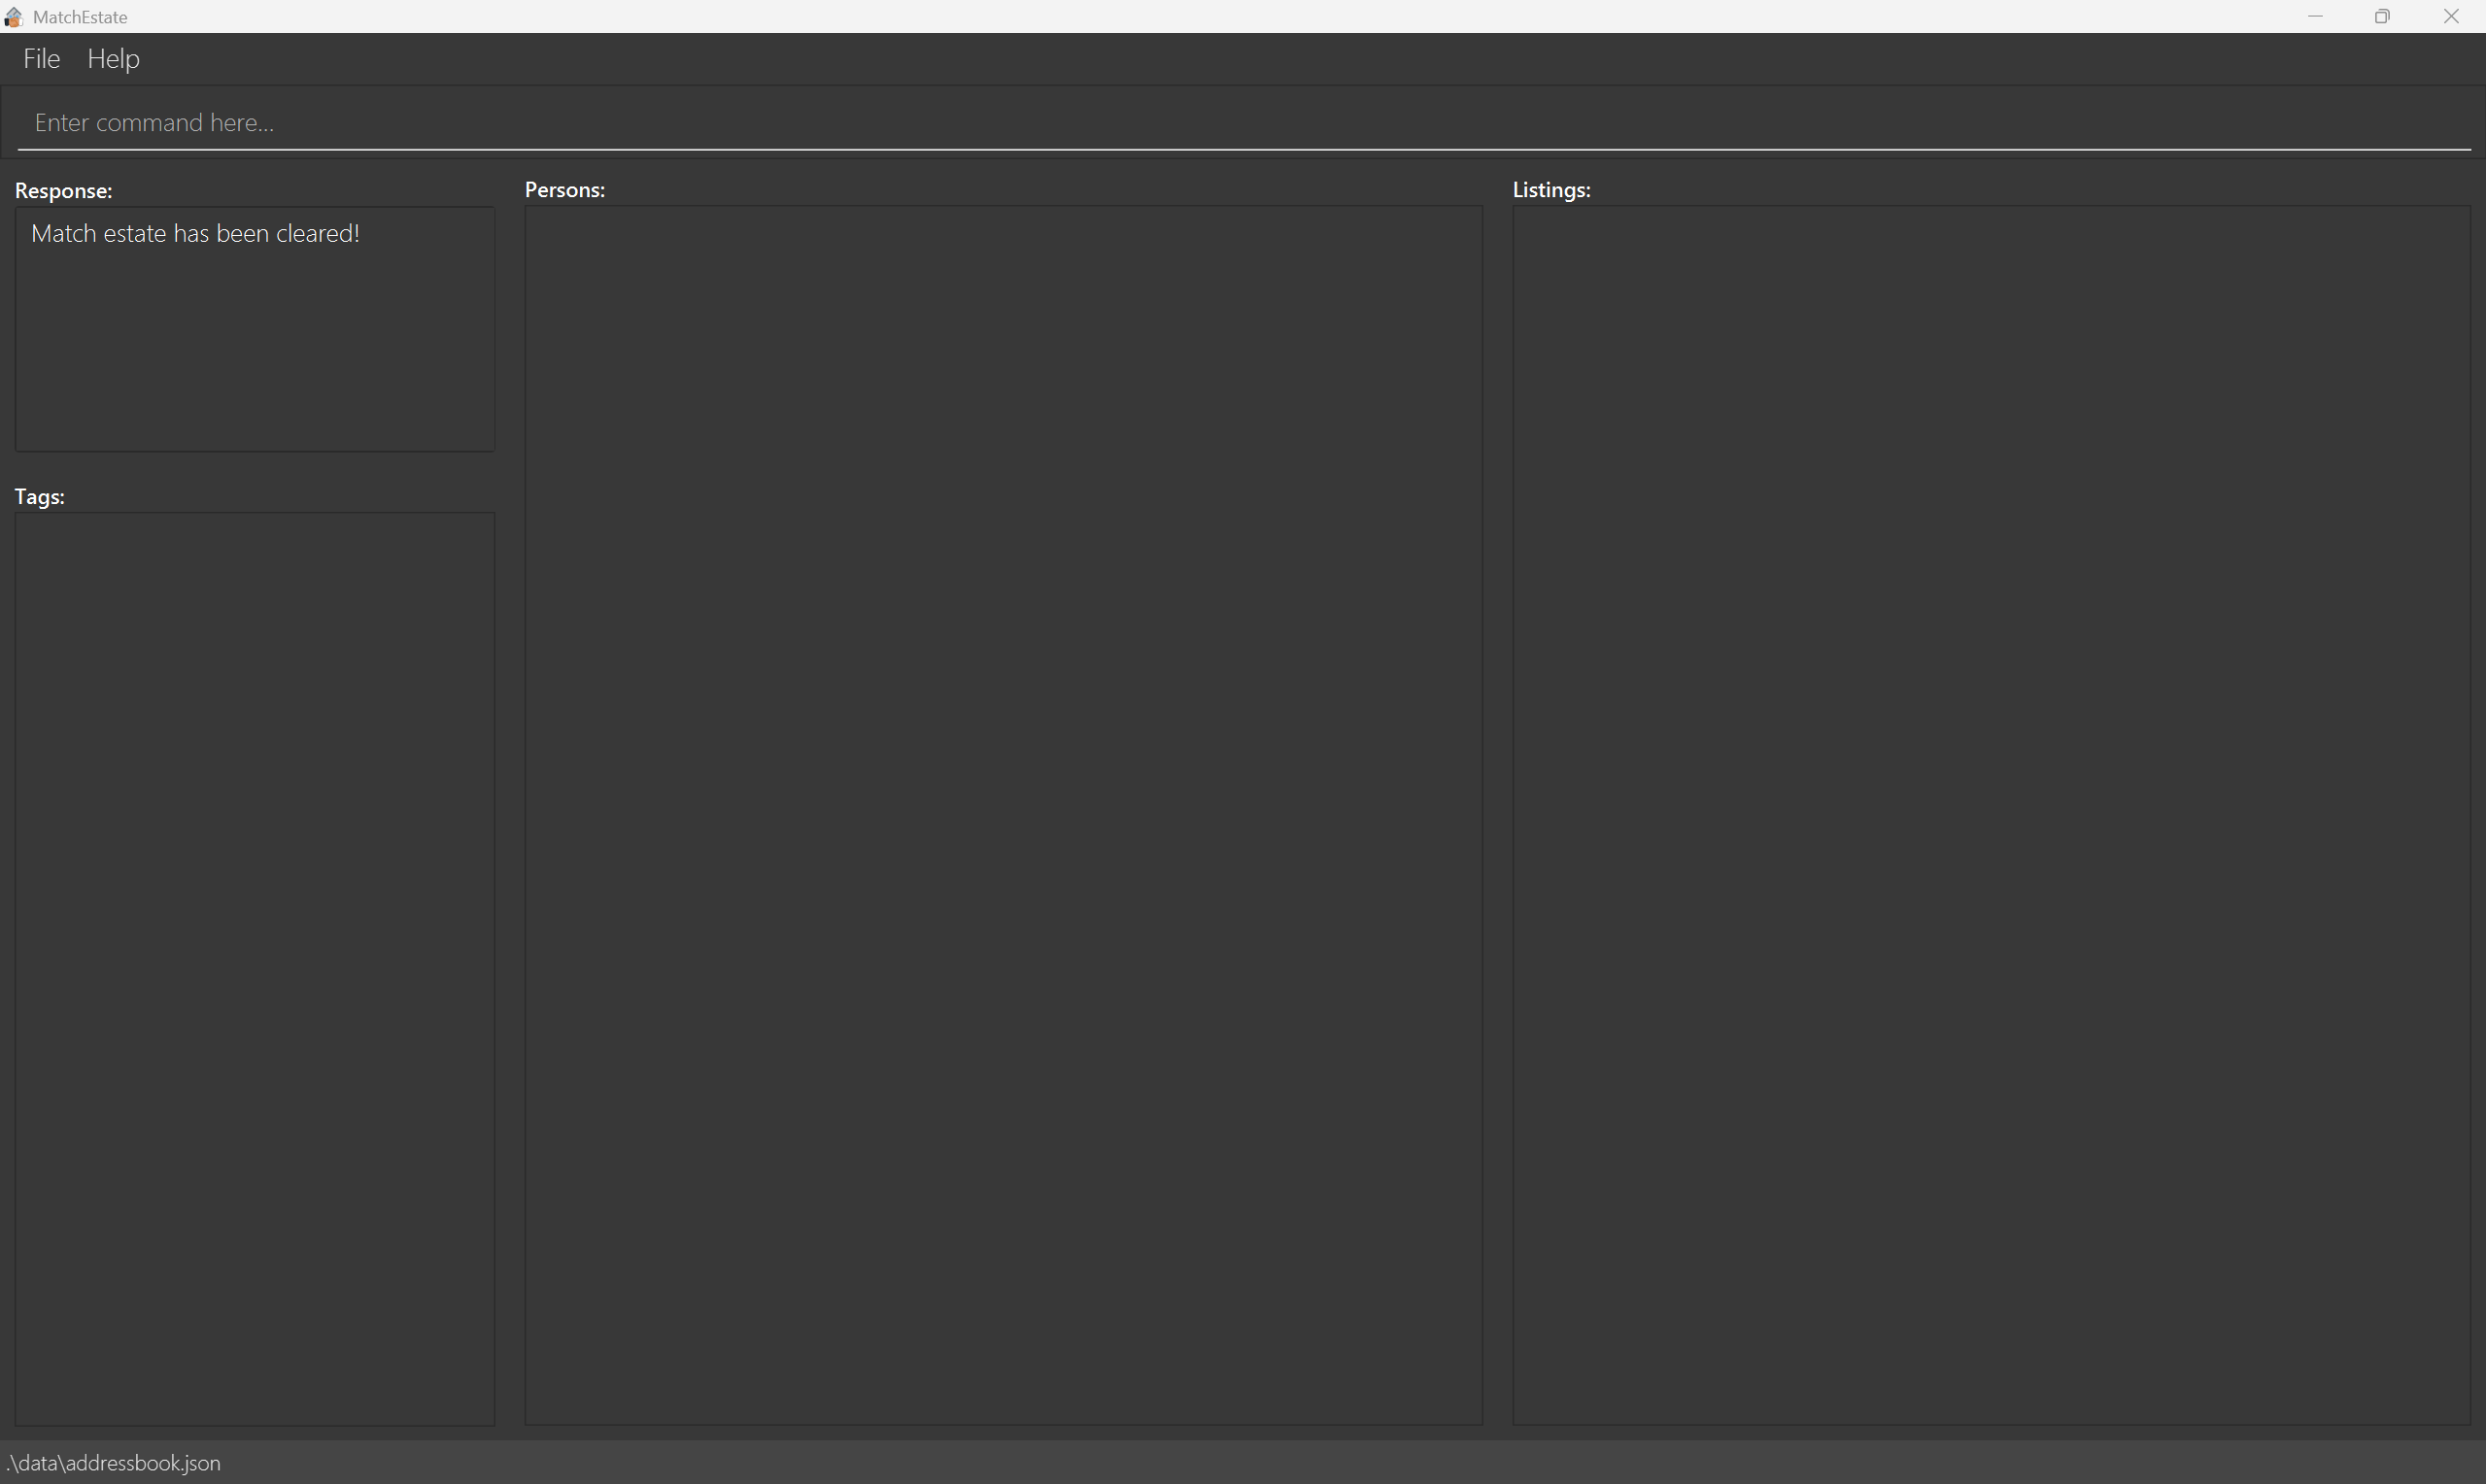 MatchEstate
File Help
Enter command here...
Response:
Match estate has been cleared!
Tags:
Persons:
Listings:
.\data\addressbook.json